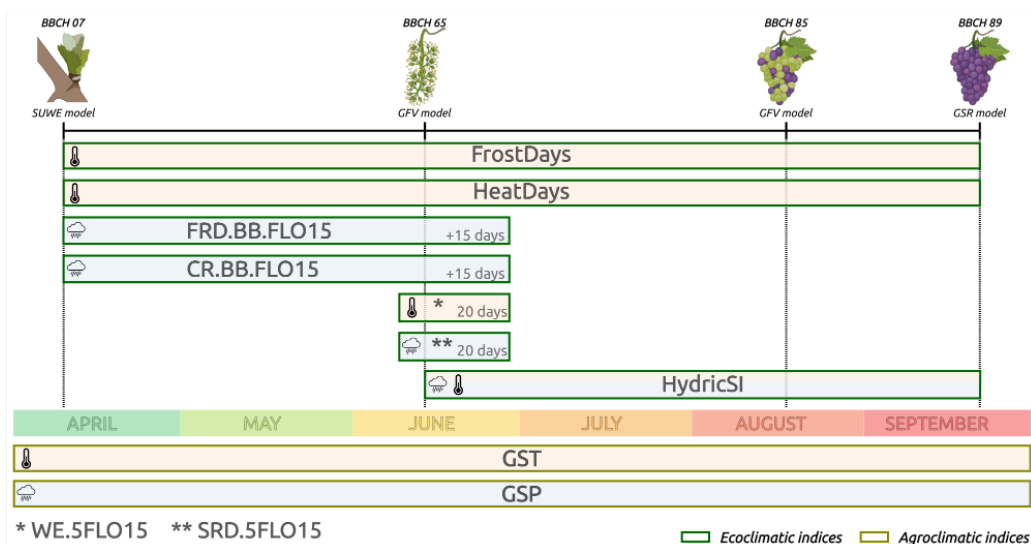 BBCH 07 BBCH 65 BBCH 85 BBCH 89
SUWE model GFV model GFV model GSR model
FrostDays
HeatDays
FRD.BB.FLO15 +15 days
CR.BB.FLO15 +15 days
* 20 days
** 20 days
HydricSI
APRIL MAY JUNE JULY AUGUST SEPTEMBER
GST
GSP
* WE.5FLO15 ** SRD.5FLO15
Ecoclimatic indices Agroclimatic indices